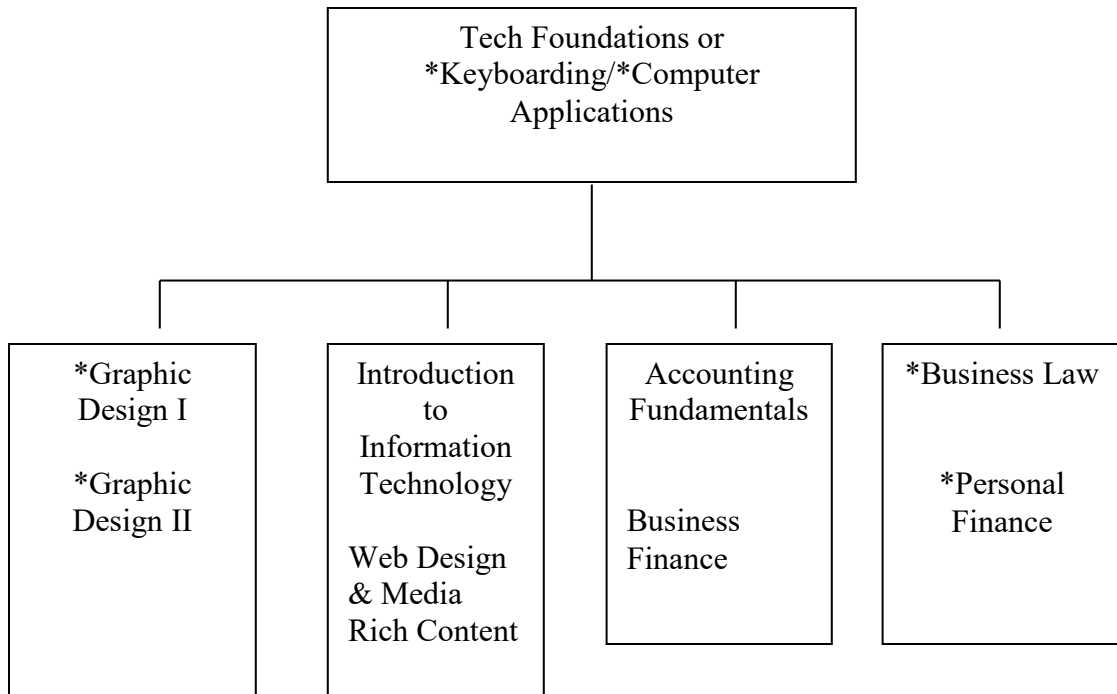 Tech Foundations or
*Keyboarding/*Computer
Applications
*Graphic
Design I
*Graphic
Design II
Introduction
to
Information
Technology
Web Design
& Media
Rich Content
Accounting
Fundamentals
Business
Finance
*Business Law
*Personal
Finance